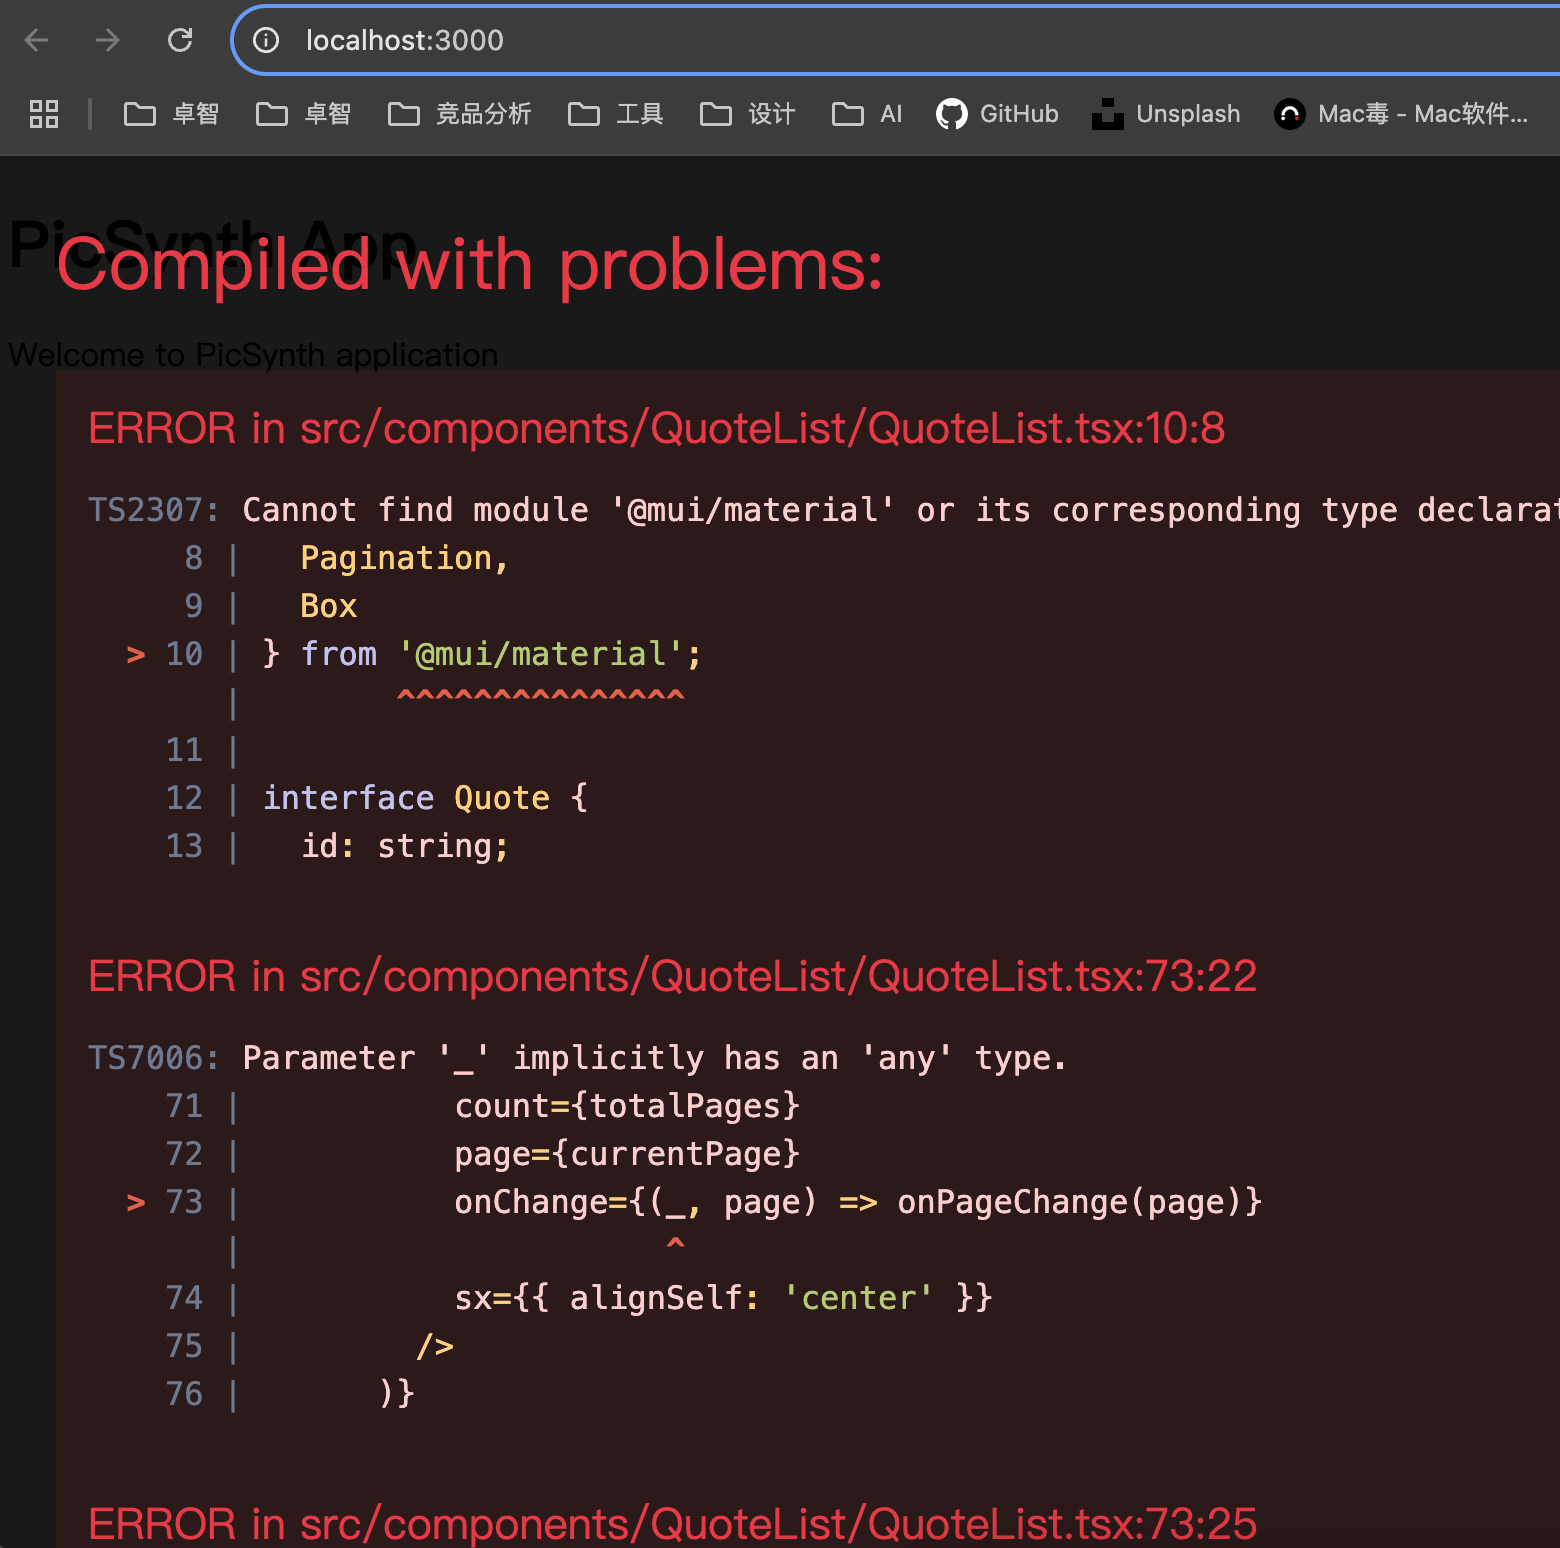 localhost:3000
卓智 卓智 竞品分析 工具 设计 AI GitHub Unsplash Mac毒 - Mac软件...
PicSynth App
Compiled with problems:
Welcome to PicSynth application
ERROR in src/components/QuoteList/QuoteList.tsx:10:8
TS2307: Cannot find module '@mui/material' or its corresponding type declarat
8 |   Pagination,
9 |   Box
> 10 | } from '@mui/material';
|        ^^^^^^^^^^^^^^^
11 |
12 | interface Quote {
13 |   id: string;
ERROR in src/components/QuoteList/QuoteList.tsx:73:22
TS7006: Parameter '_' implicitly has an 'any' type.
71 |           count={totalPages}
72 |           page={currentPage}
> 73 |           onChange={(_, page) => onPageChange(page)}
|                      ^
74 |           sx={{ alignSelf: 'center' }}
75 |         />
76 |       )}
ERROR in src/components/QuoteList/QuoteList.tsx:73:25